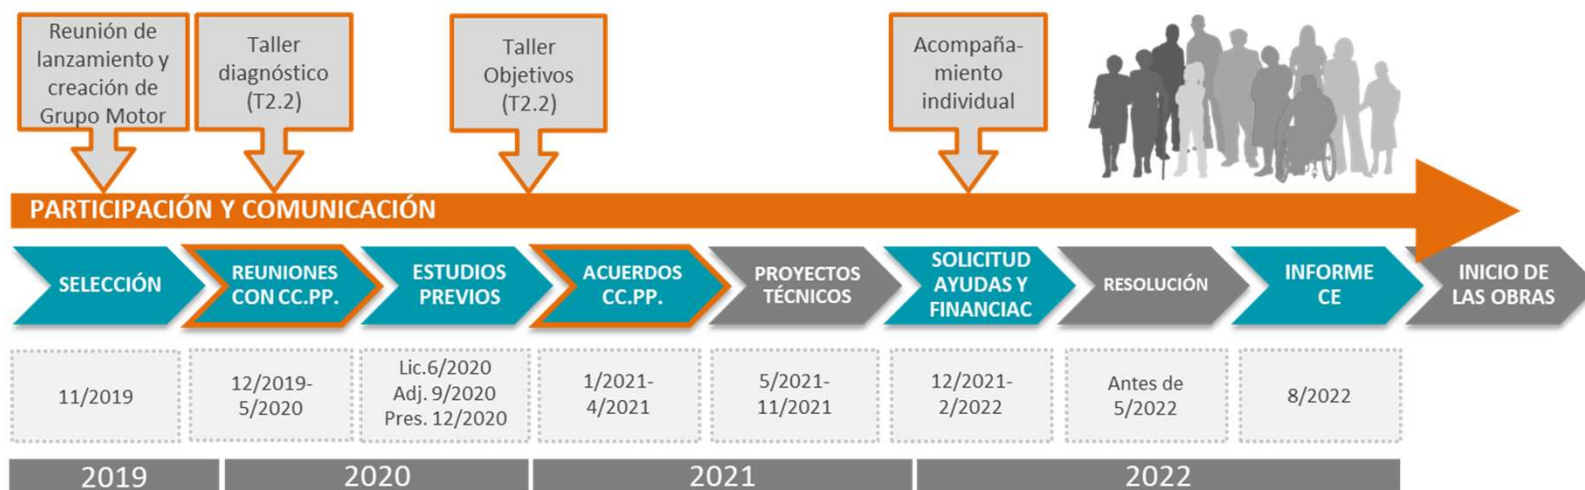 Reunión de
lanzamiento y
creación de
Grupo Motor
Taller
diagnóstico
(T2.2)
Taller
Objetivos
(T2.2)
Acompaña-
miento
individual
PARTICIPACIÓN Y COMUNICACIÓN
SELECCIÓN
REUNIONES
CON CC.PP.
ESTUDIOS
PREVIOS
ACUERDOS
CC.PP.
PROYECTOS
TÉCNICOS
SOLICITUD
AYUDAS Y
FINANCIAC
RESOLUCIÓN
INFORME
CE
INICIO DE
LAS OBRAS
11/2019
12/2019-
5/2020
Lic.6/2020
Adj. 9/2020
Pres. 12/2020
1/2021-
4/2021
5/2021-
11/2021
12/2021-
2/2022
Antes de
5/2022
8/2022
2019
2020
2021
2022